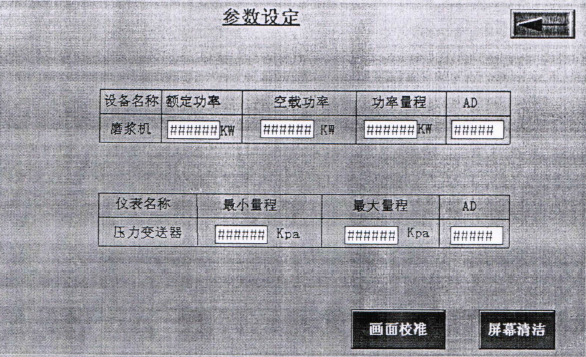 参数设定
设备名称 额定功率 空载功率 功率量程 AD
磨浆机 ######KW ###### KW ######KW #####
仪表名称 最小量程 最大量程 AD
压力变送器 ###### Kpa ###### Kpa #####
画面校准 屏幕清洁